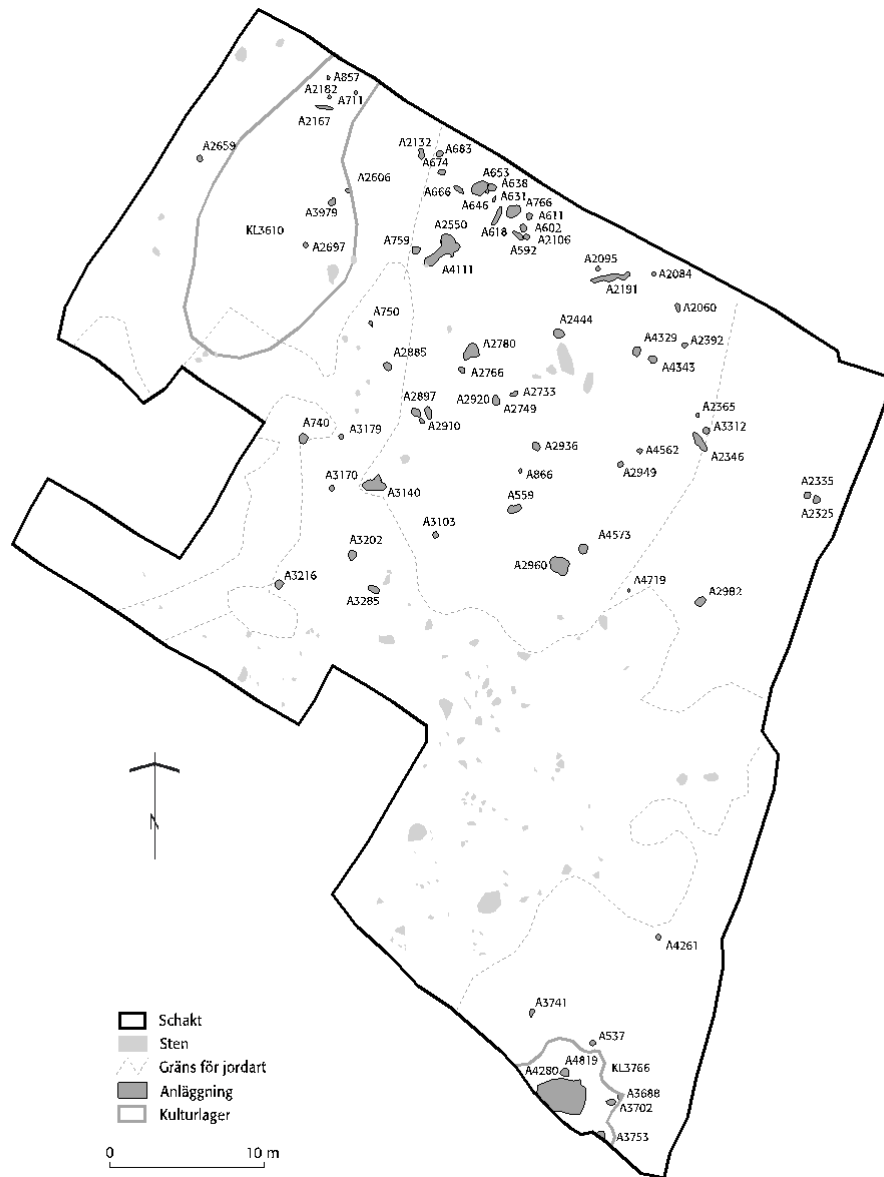 A857
A2182
A711
A2167
A2659
A2132
A683
A674
A2606
A653
A638
A666
A631
A646
A766
A3979
A611
KL3610
A2550
A618
A602
A2697
A759
A2106
A592
A4111
A2095
A2084
A2191
A750
A2060
A2444
A2780
A4329
A2392
A2885
A4343
A2766
A2733
A2897
A2920
A2749
A2365
A740
A3179
A2910
A3312
A2936
A4562
A2346
A3170
A866
A2949
A2335
A3140
A559
A2325
A3103
A3202
A4573
A2960
A3216
A4719
A2982
A3285
N
A4261
A3741
Schakt
A537
Sten
A4819
KL3766
Gräns för jordart
A4280
Anläggning
A3688
A3702
Kulturlager
A3753
0 10 m